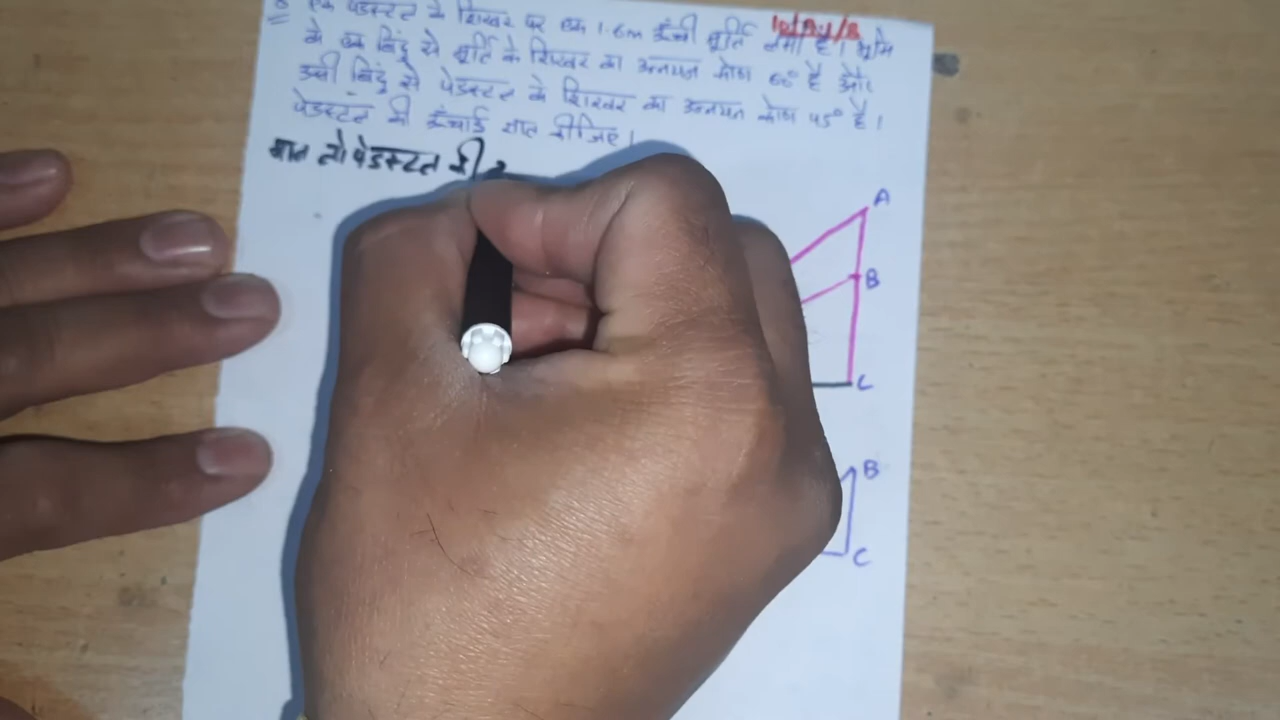 8 एक पेडस्टल के शिखर पर एक 1.6m ऊँची मूर्ति लगी है। भूमि
के एक बिंदु से मूर्ति के शिखर का उन्नयन कोण 60° है और
उसी बिंदु से पेडस्टल के शिखर का उन्नयन कोण 45° है।
पेडस्टल की ऊँचाई ज्ञात कीजिए।
माना तो पेडस्टल की
A
B
C
B
C